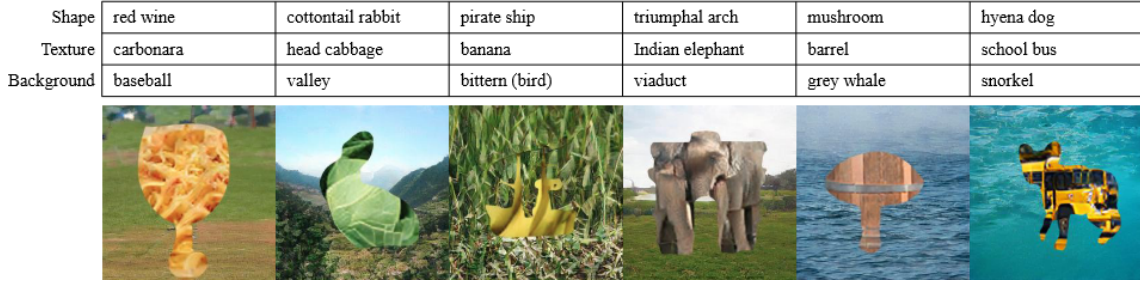 Shape red wine cottontail rabbit pirate ship triumphal arch mushroom hyena dog
Texture carbonara head cabbage banana Indian elephant barrel school bus
Background baseball valley bittern (bird) viaduct grey whale snorkel